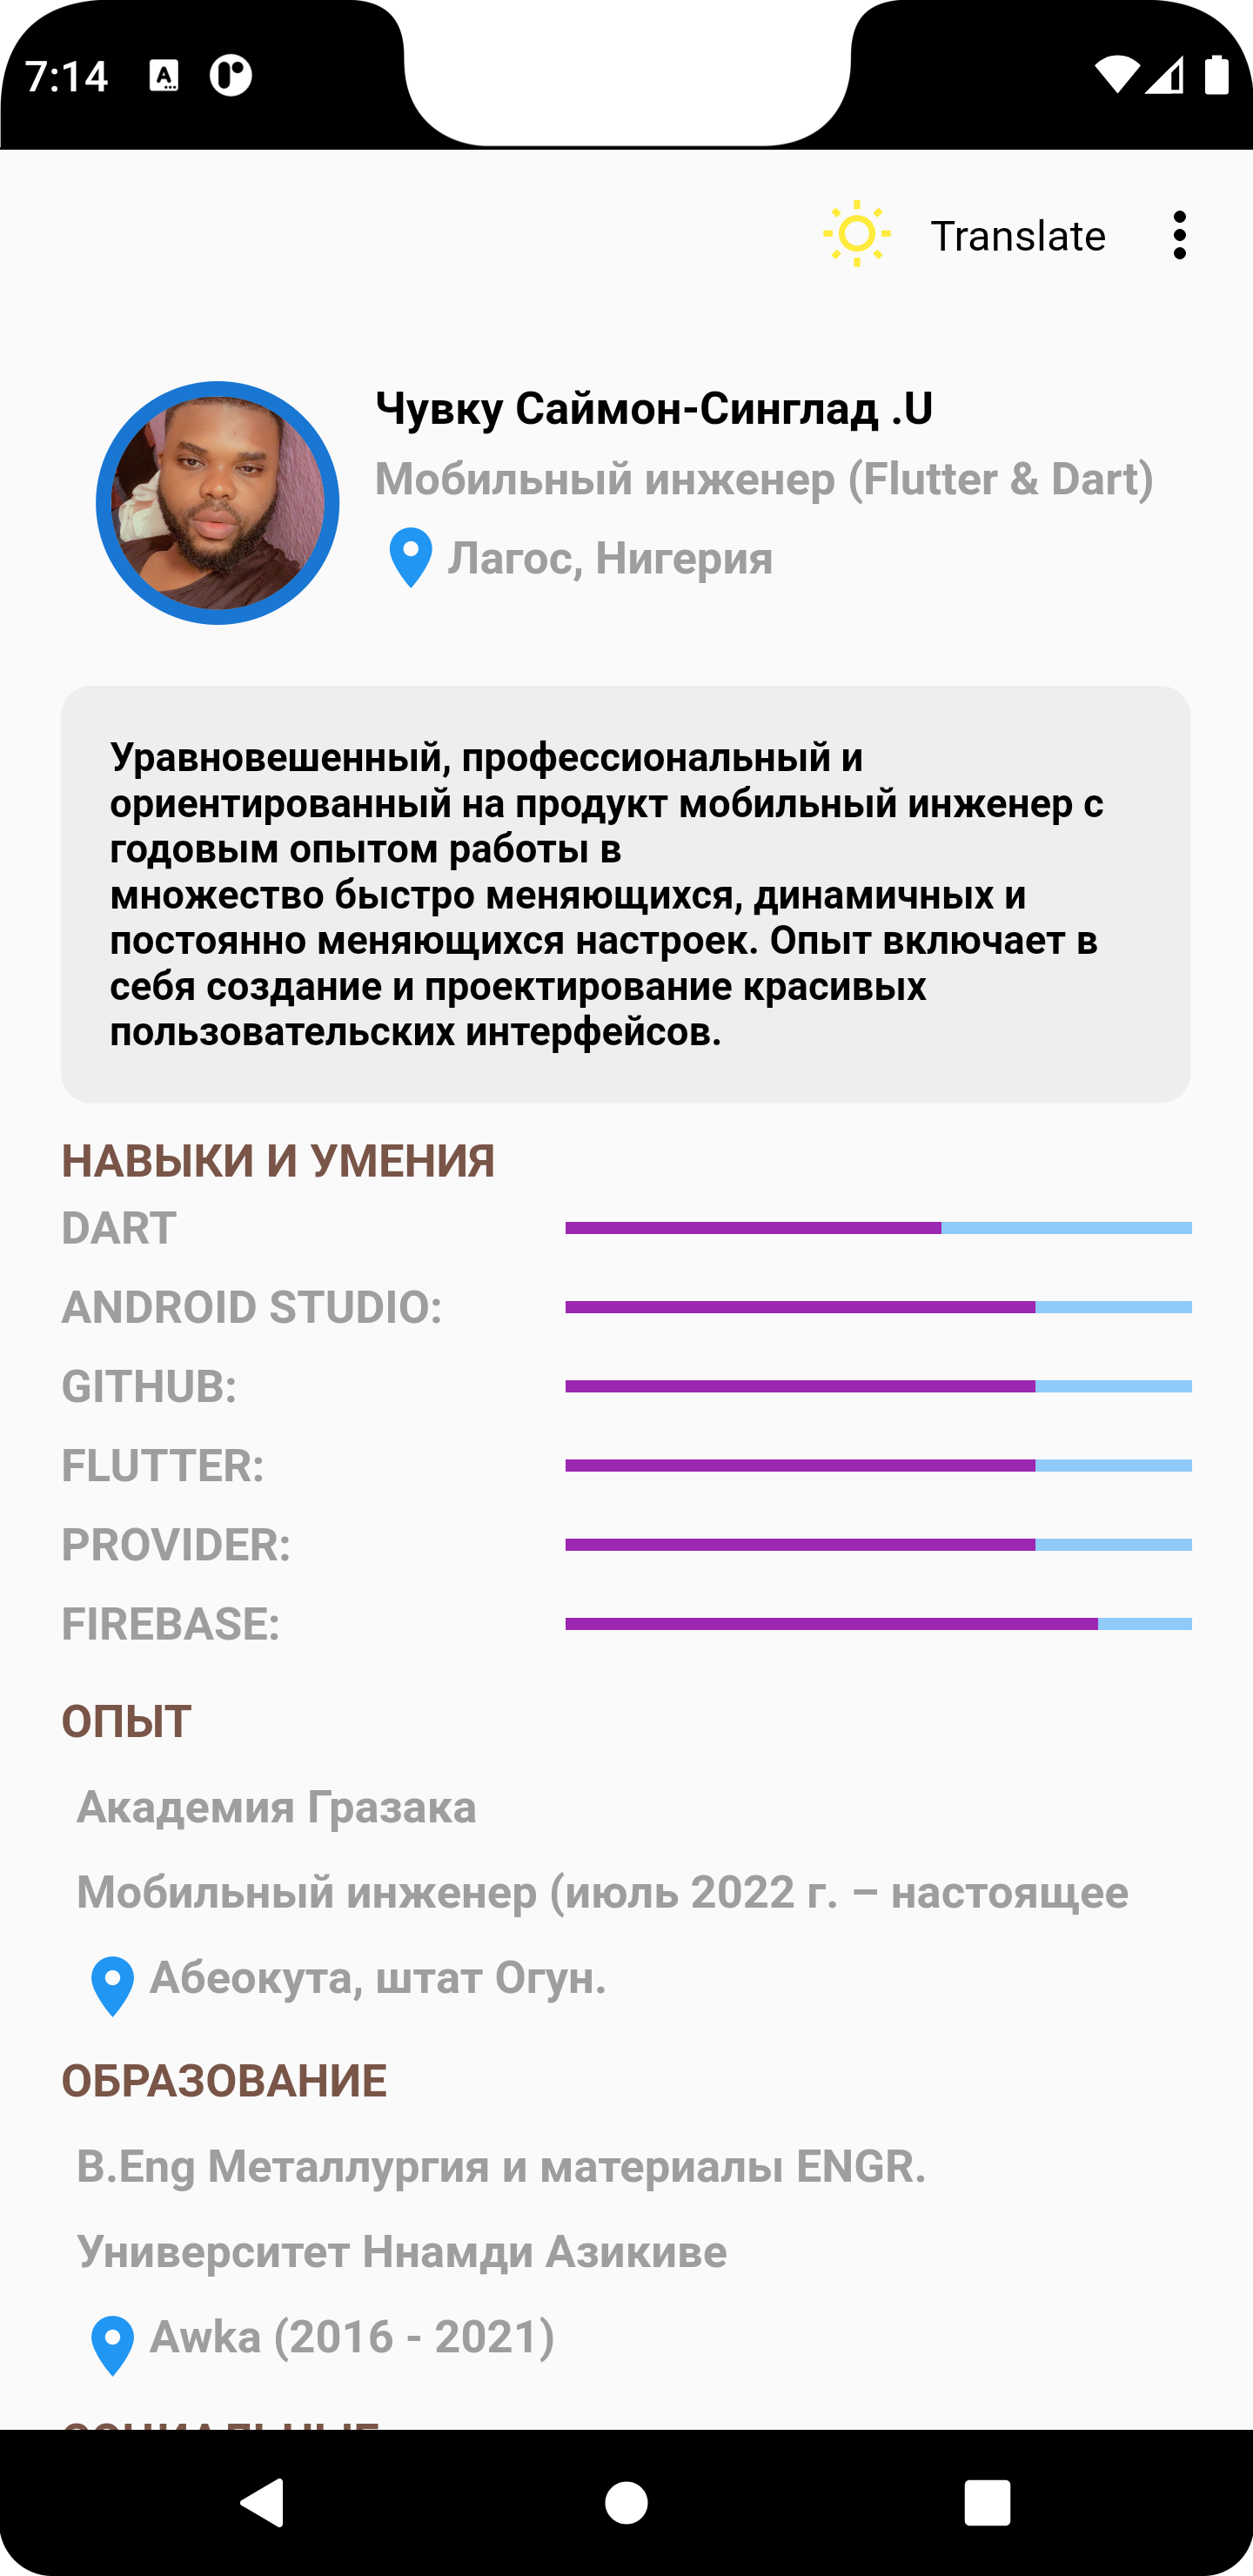 7:14
Translate
Чувку Саймон-Синглад .U
Мобильный инженер (Flutter & Dart)
Лагос, Нигерия
Уравновешенный, профессиональный и
ориентированный на продукт мобильный инженер с
годовым опытом работы в
множество быстро меняющихся, динамичных и
постоянно меняющихся настроек. Опыт включает в
себя создание и проектирование красивых
пользовательских интерфейсов.
НАВЫКИ И УМЕНИЯ
DART
ANDROID STUDIO:
GITHUB:
FLUTTER:
PROVIDER:
FIREBASE:
ОПЫТ
Академия Гразака
Мобильный инженер (июль 2022 г. – настоящее
Абеокута, штат Огун.
ОБРАЗОВАНИЕ
B.Eng Металлургия и материалы ENGR.
Университет Ннамди Азикиве
Awka (2016 - 2021)
СОЦИАЛЬНЫЕ